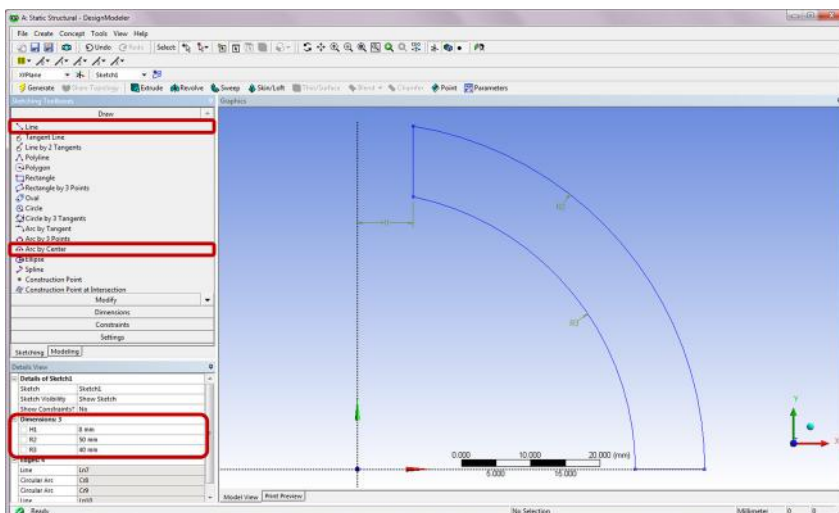 A: Static Structural - DesignModeler
File Create Concept Tools View Help
Undo Redo Select:
XYPlane Sketch1
Generate Share Topology Extrude Revolve Sweep Skin/Loft Thin/Surface Blend Chamfer Point Parameters
Sketching Toolboxes
Graphics
Draw
Line
Tangent Line
Line by 2 Tangents
Polyline
Polygon
Rectangle
Rectangle by 3 Points
Oval
Circle
Circle by 3 Tangents
Arc by Tangent
Arc by 3 Points
Arc by Center
Ellipse
Spline
Construction Point
Construction Point at Intersection
Modify
Dimensions
Constraints
Settings
Sketching Modeling
Details View
Details of Sketch1
Sketch Sketch1
Sketch Visibility Show Sketch
Show Constraints? No
Dimensions: 3
H1 8 mm
R2 50 mm
R3 40 mm
Edges: 4
Line Ln7
Circular Arc Cr8
Circular Arc Cr9
Line Ln10
R2
R3
0.000 10.000 20.000 (mm)
5.000 15.000
Y
X
Model View Print Preview
Ready
No Selection
Millimeter 0 0